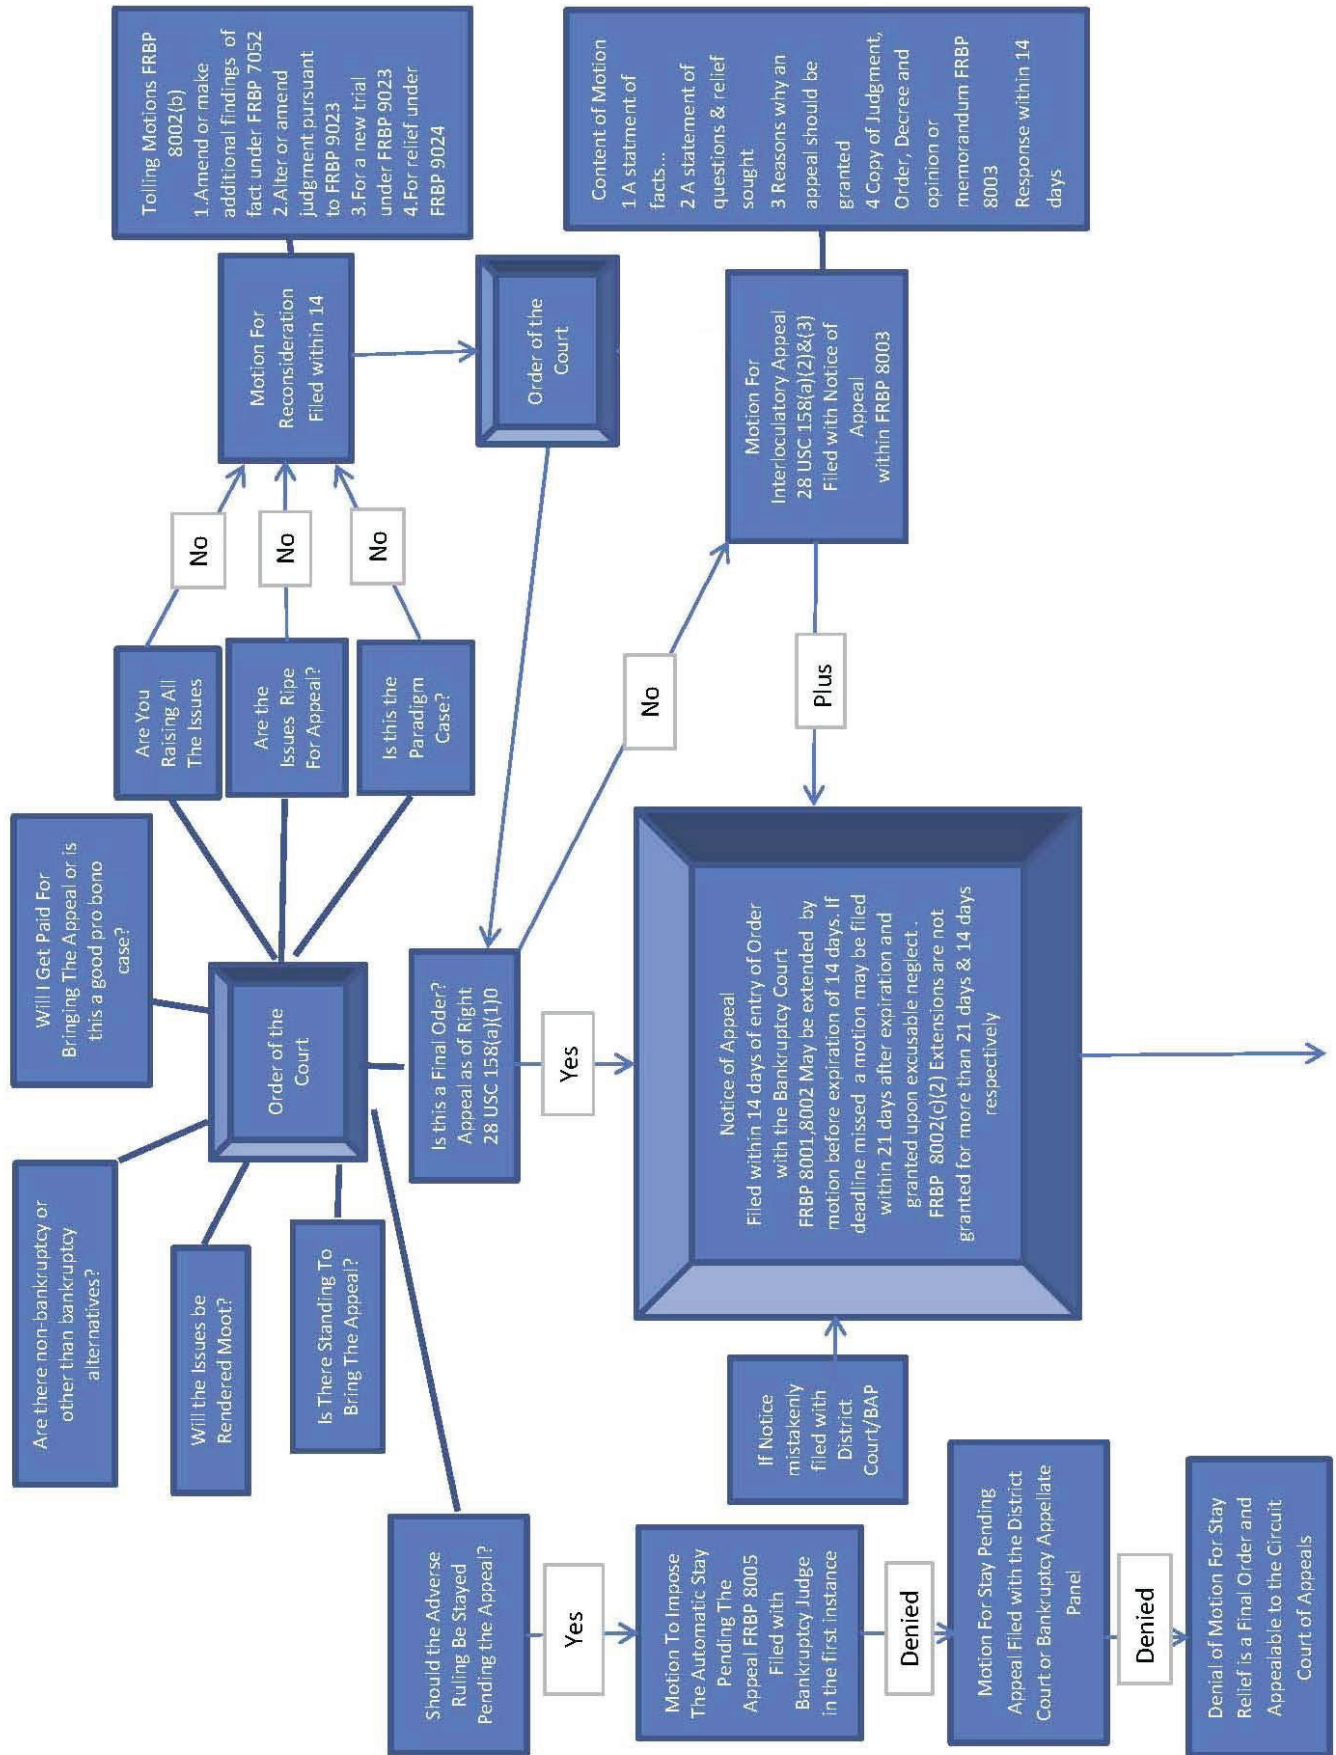 Are there non-bankruptcy or
other than bankruptcy
alternatives?
Will I Get Paid For
Bringing The Appeal or is
this a good pro bono
case?
Will the Issues be
Rendered Moot?
Is There Standing To
Bring The Appeal?
Order of the
Court
Are You
Raising All
The Issues
Are the
Issues Ripe
For Appeal?
Is this the
Paradigm
Case?
No
No
No
Motion For
Reconsideration
Filed within 14
Tolling Motions FRBP
8002(b)
1.Amend or make
additional findings of
fact under FRBP 7052
2.Alter or amend
judgment pursuant
to FRBP 9023
3.For a new trial
under FRBP 9023
4.For relief under
FRBP 9024
Order of the
Court
Should the Adverse
Ruling Be Stayed
Pending the Appeal?
Is this a Final Oder?
Appeal as of Right
28 USC 158(a)(1)0
Yes
Yes
No
Motion To Impose
The Automatic Stay
Pending The
Appeal FRBP 8005
Filed with
Bankruptcy Judge
in the first instance
Denied
Motion For Stay Pending
Appeal Filed with the District
Court or Bankruptcy Appellate
Panel
Denied
Denial of Motion For Stay
Relief is a Final Order and
Appealable to the Circuit
Court of Appeals
If Notice
mistakenly
filed with
District
Court/BAP
Notice of Appeal
Filed within 14 days of entry of Order
with the Bankruptcy Court
FRBP 8001,8002 May be extended by
motion before expiration of 14 days. If
deadline missed a motion may be filed
within 21 days after expiration and
granted upon excusable neglect..
FRBP 8002(c)(2) Extensions are not
granted for more than 21 days & 14 days
respectively
Plus
Motion For
Interloculatory Appeal
28 USC 158(a)(2)&(3)
Filed with Notice of
Appeal
within FRBP 8003
Content of Motion
1 A statment of
facts...
2 A statement of
questions & relief
sought
3 Reasons why an
appeal should be
granted
4 Copy of Judgment,
Order, Decree and
opinion or
memorandum FRBP
8003
Response within 14
days